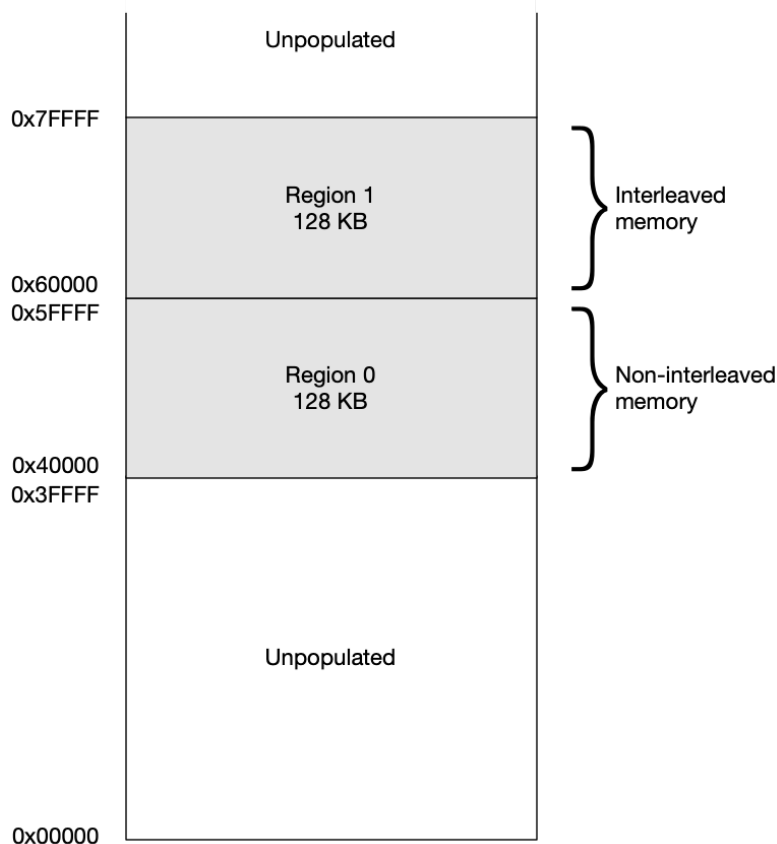 Unpopulated
0x7FFFF
Region 1
128 KB
Interleaved
memory
0x60000
0x5FFFF
Region 0
128 KB
Non-interleaved
memory
0x40000
0x3FFFF
Unpopulated
0x00000